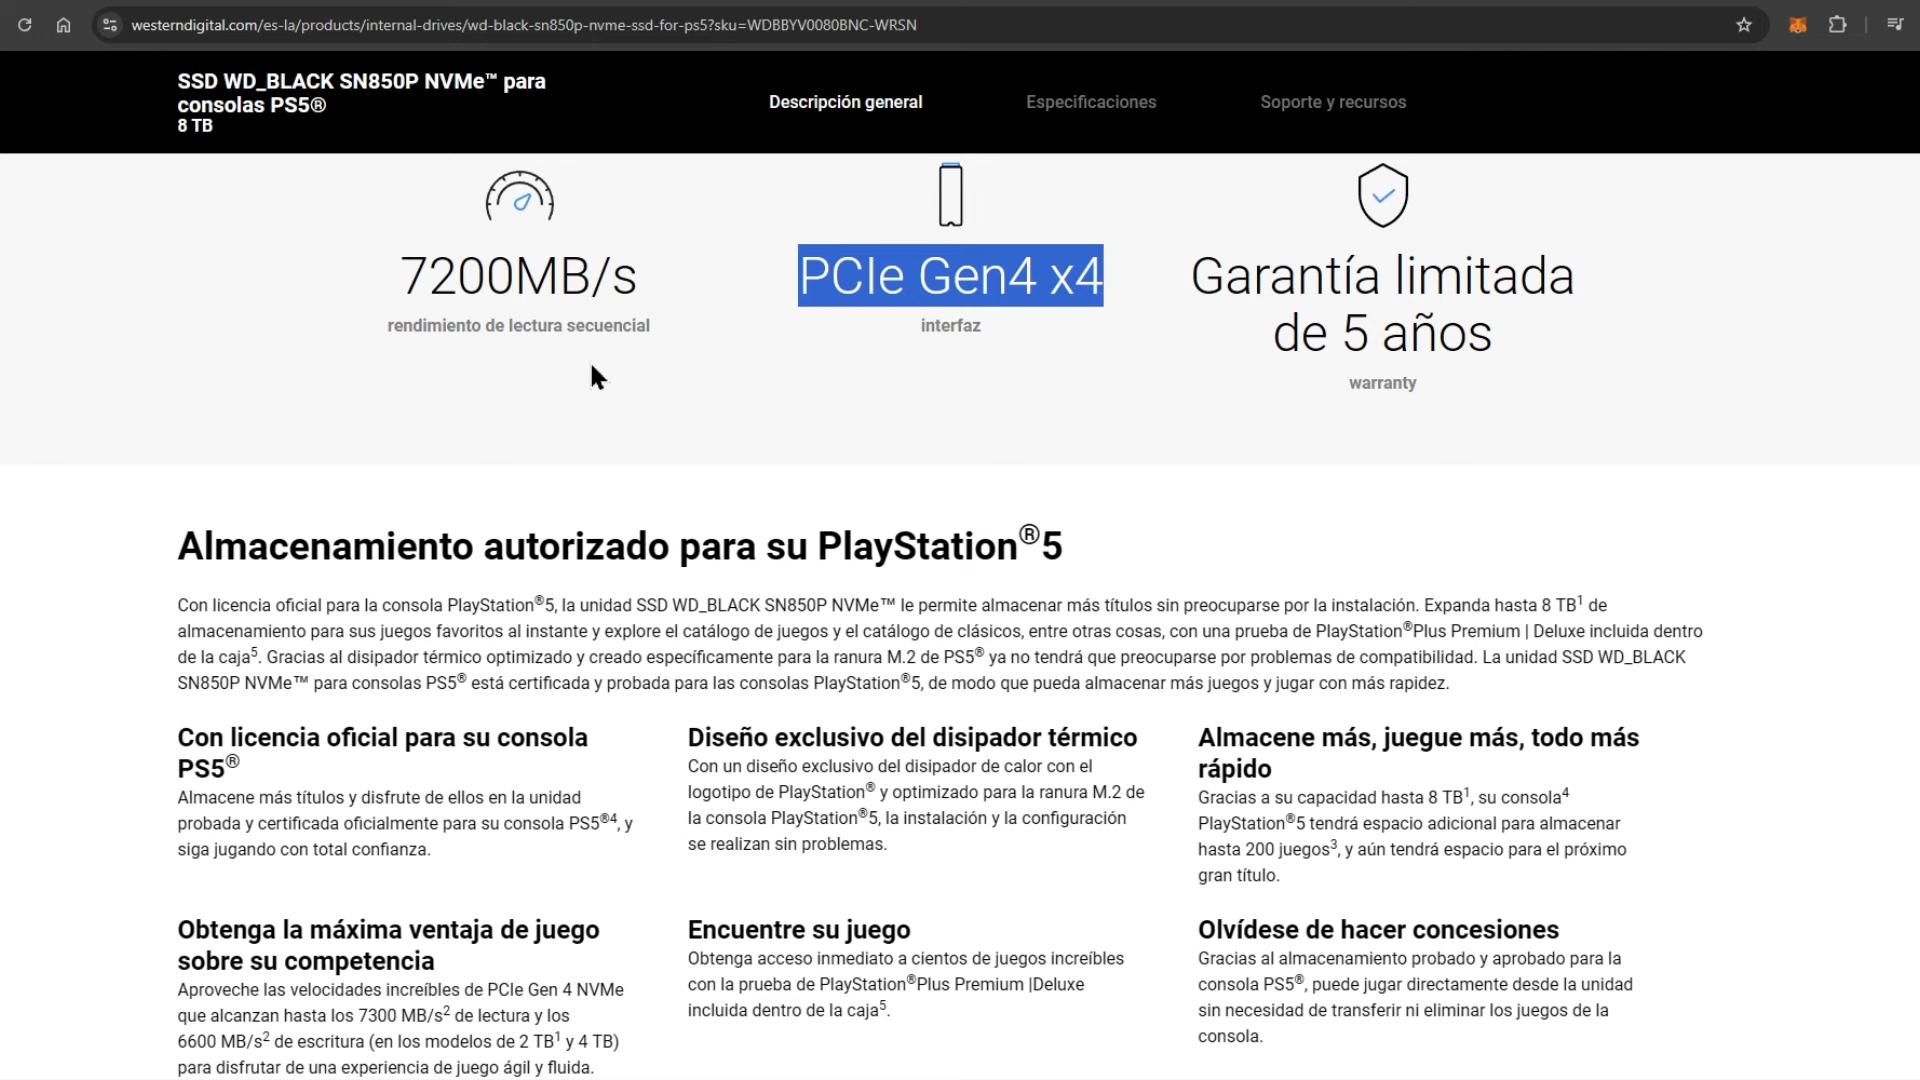 westerndigital.com/es-la/products/internal-drives/wd-black-sn850p-nvme-ssd-for-ps5?sku=WDBBYV0080BNC-WRSN
SSD WD_BLACK SN850P NVMe™ para
consolas PS5®
8 TB
Descripción general
Especificaciones
Soporte y recursos
7200MB/s
rendimiento de lectura secuencial
PCIe Gen4 x4
interfaz
Garantía limitada
de 5 años
warranty
Almacenamiento autorizado para su PlayStation®5
Con licencia oficial para la consola PlayStation®5, la unidad SSD WD_BLACK SN850P NVMe™ le permite almacenar más títulos sin preocuparse por la instalación. Expanda hasta 8 TB1 de
almacenamiento para sus juegos favoritos al instante y explore el catálogo de juegos y el catálogo de clásicos, entre otras cosas, con una prueba de PlayStation®Plus Premium | Deluxe incluida dentro
de la caja5. Gracias al disipador térmico optimizado y creado específicamente para la ranura M.2 de PS5® ya no tendrá que preocuparse por problemas de compatibilidad. La unidad SSD WD_BLACK
SN850P NVMe™ para consolas PS5® está certificada y probada para las consolas PlayStation®5, de modo que pueda almacenar más juegos y jugar con más rapidez.
Con licencia oficial para su consola
PS5®
Almacene más títulos y disfrute de ellos en la unidad
probada y certificada oficialmente para su consola PS5®4, y
siga jugando con total confianza.
Diseño exclusivo del disipador térmico
Con un diseño exclusivo del disipador de calor con el
logotipo de PlayStation® y optimizado para la ranura M.2 de
la consola PlayStation®5, la instalación y la configuración
se realizan sin problemas.
Almacene más, juegue más, todo más
rápido
Gracias a su capacidad hasta 8 TB1, su consola4
PlayStation®5 tendrá espacio adicional para almacenar
hasta 200 juegos3, y aún tendrá espacio para el próximo
gran título.
Obtenga la máxima ventaja de juego
sobre su competencia
Aproveche las velocidades increíbles de PCIe Gen 4 NVMe
que alcanzan hasta los 7300 MB/s2 de lectura y los
6600 MB/s2 de escritura (en los modelos de 2 TB1 y 4 TB)
para disfrutar de una experiencia de juego ágil y fluida.
Encuentre su juego
Obtenga acceso inmediato a cientos de juegos increíbles
con la prueba de PlayStation®Plus Premium |Deluxe
incluida dentro de la caja5.
Olvídese de hacer concesiones
Gracias al almacenamiento probado y aprobado para la
consola PS5®, puede jugar directamente desde la unidad
sin necesidad de transferir ni eliminar los juegos de la
consola.